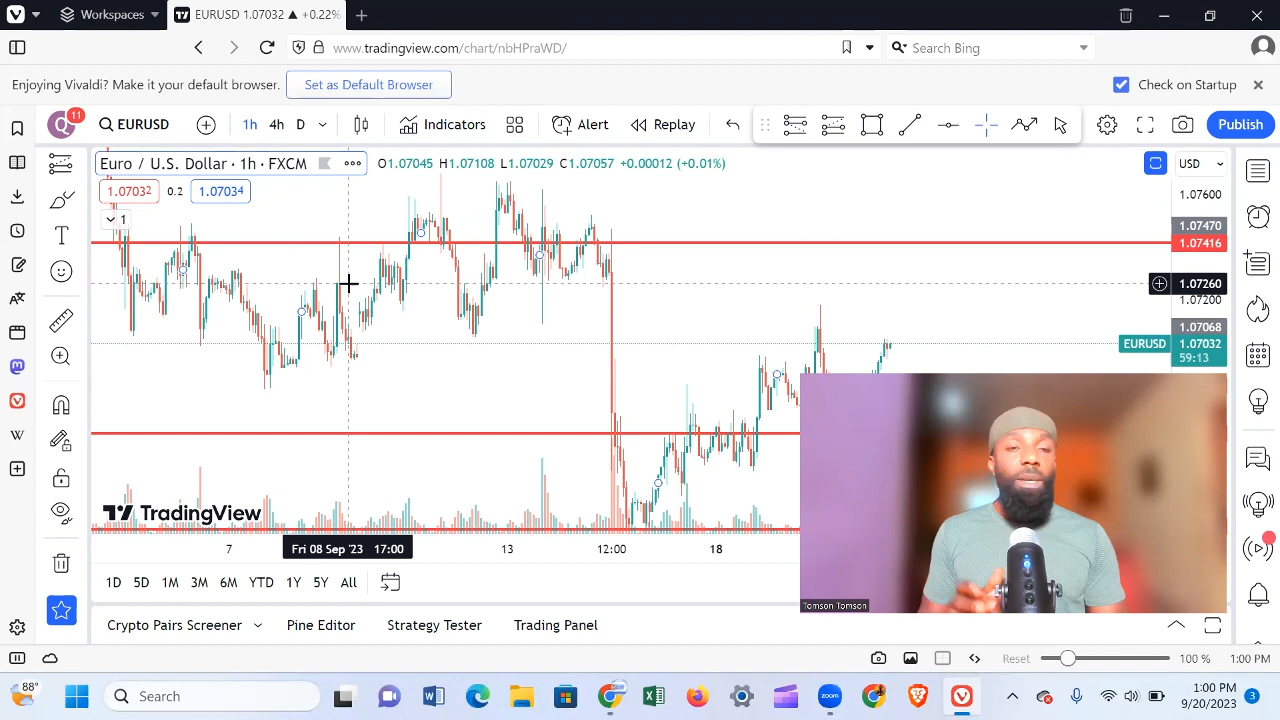 Workspaces
EURUSD 1.07032 ▲ +0.22%
www.tradingview.com/chart/nbHPraWD/
Search Bing
Enjoying Vivaldi? Make it your default browser.
Set as Default Browser
Check on Startup
11
Q
EURUSD
1h 4h D
Indicators
Alert
Replay
Publish
Euro / U.S. Dollar · 1h · FXCM
O1.07045 H1.07108 L1.07029 C1.07057 +0.00012 (+0.01%)
USD
1.07032
0.2
1.07034
1
1.07600
1.07470
1.07416
1.07260
1.07200
1.07068
EURUSD
1.07032
59:13
TradingView
7
Fri 08 Sep '23 17:00
13
12:00
18
1D 5D 1M 3M 6M YTD 1Y 5Y All
Tomson Tomson
Crypto Pairs Screener
Pine Editor
Strategy Tester
Trading Panel
Reset
100 %
1:00 PM
88°
Search
zoom
1:00 PM
9/20/2023
3